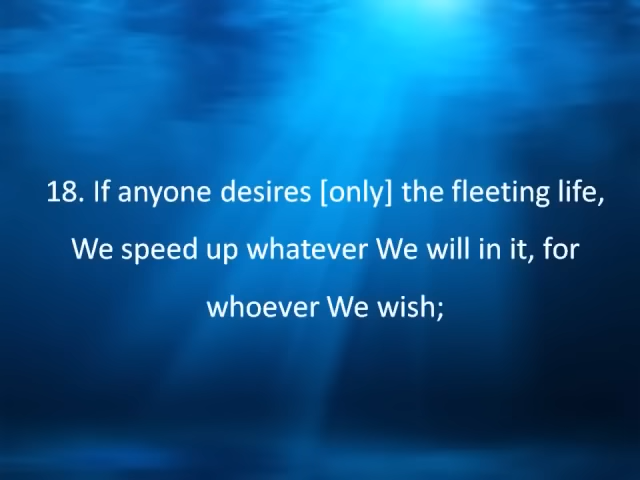 18. If anyone desires [only] the fleeting life,
We speed up whatever We will in it, for
whoever We wish;